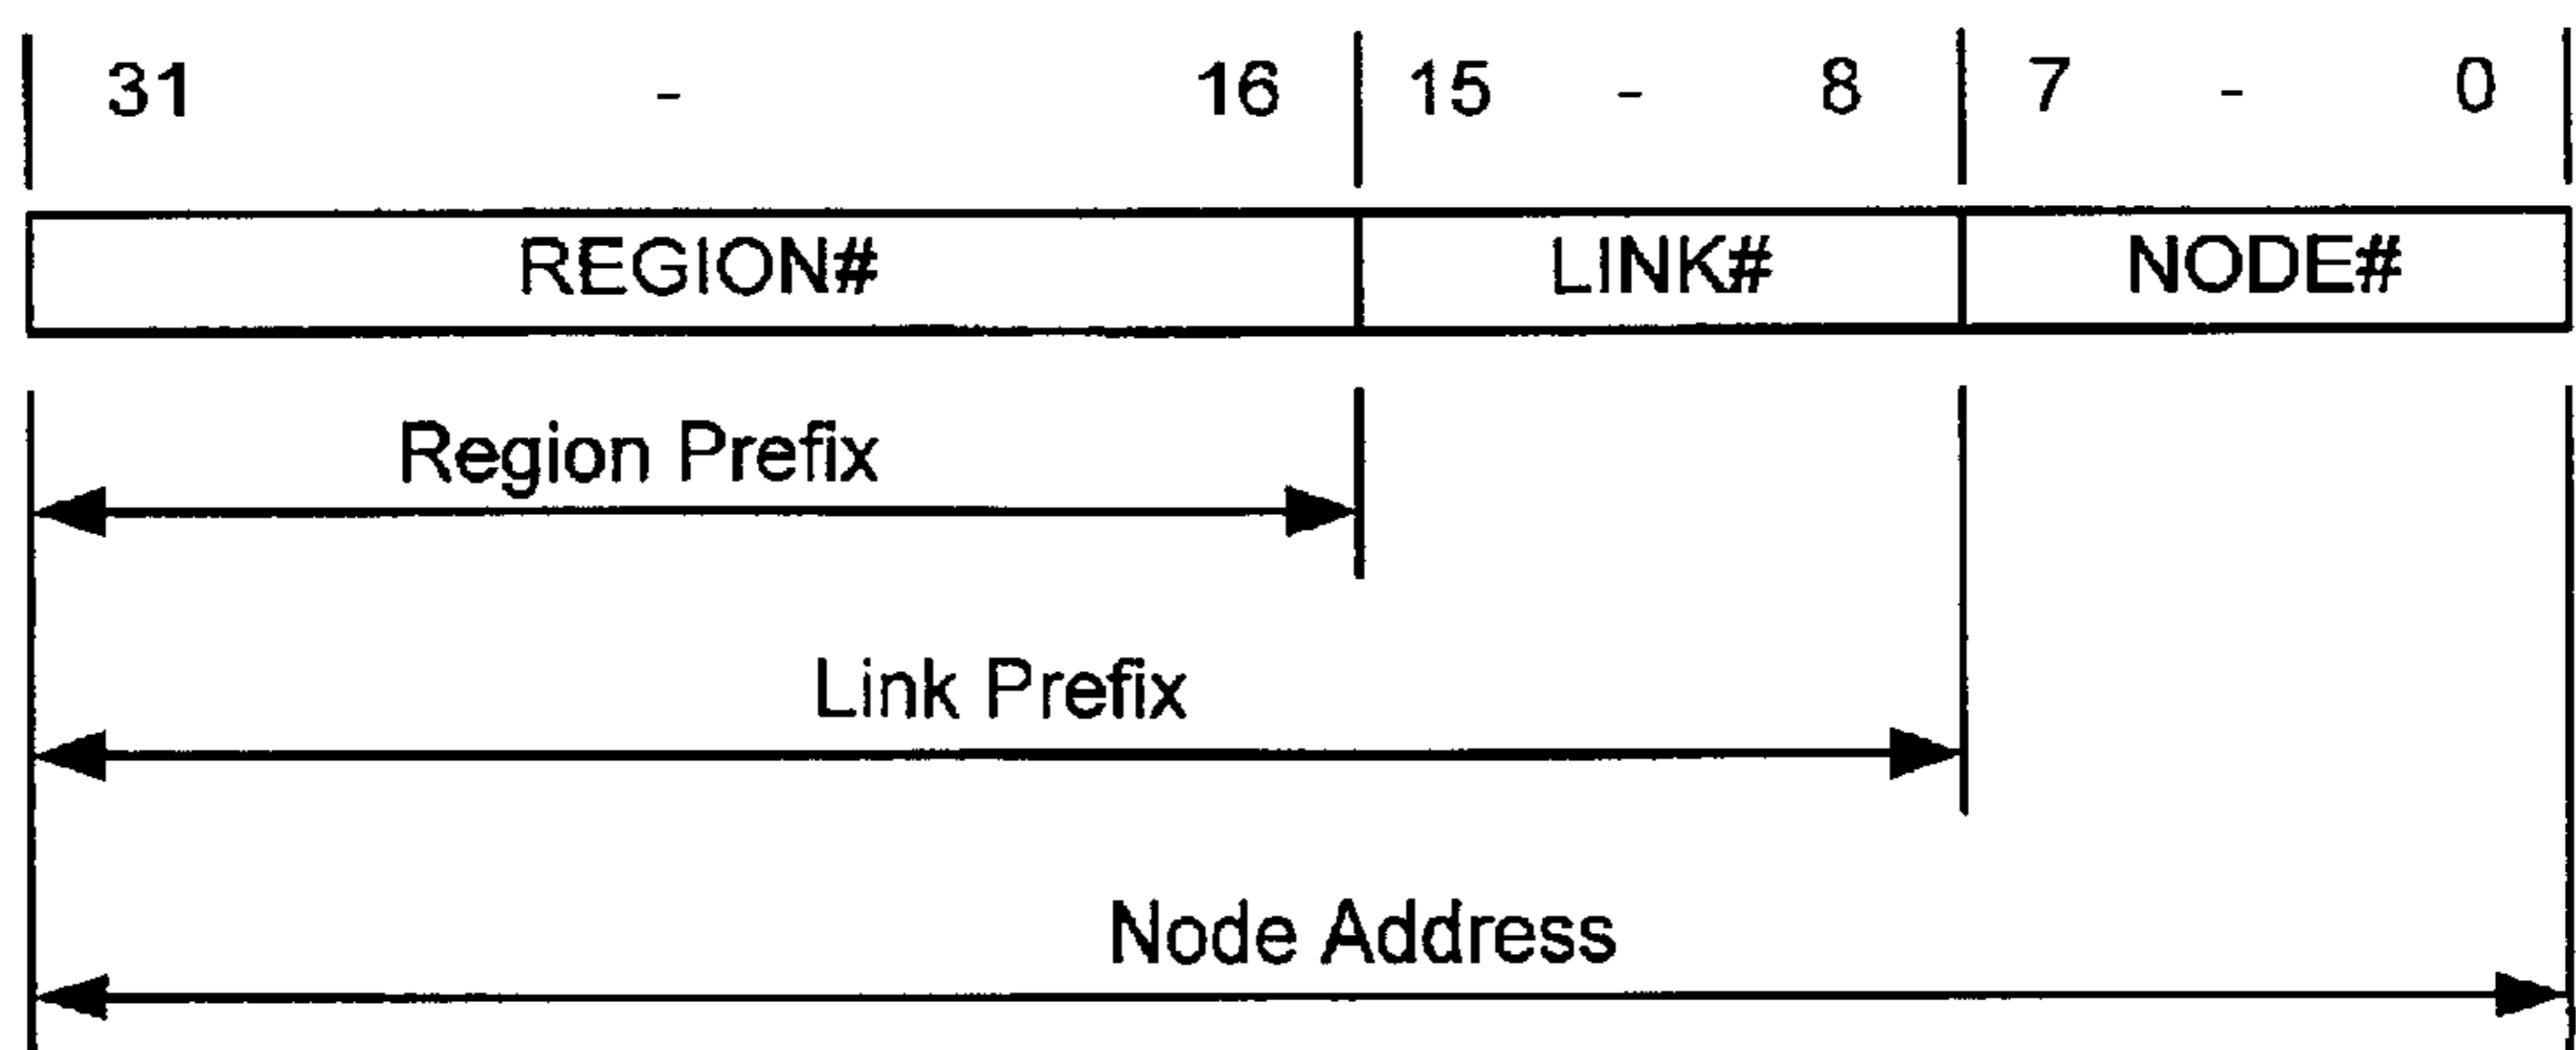 31 - 16 15 - 8 7 - 0
REGION# LINK# NODE#
Region Prefix
Link Prefix
Node Address